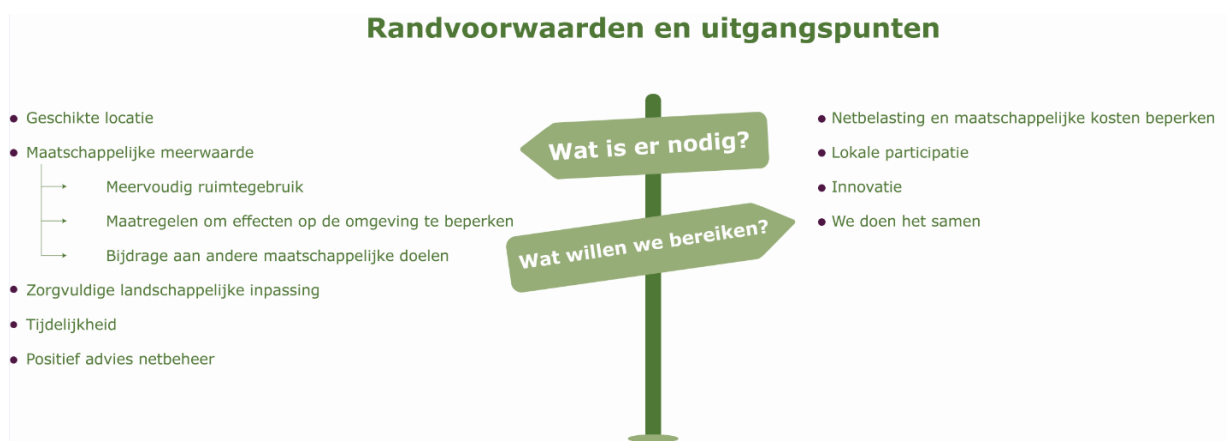 Randvoorwaarden en uitgangspunten
Geschikte locatie
Maatschappelijke meerwaarde
Meervoudig ruimtegebruik
Maatregelen om effecten op de omgeving te beperken
Bijdrage aan andere maatschappelijke doelen
Zorgvuldige landschappelijke inpassing
Tijdelijkheid
Positief advies netbeheer
Wat is er nodig?
Wat willen we bereiken?
Netbelasting en maatschappelijke kosten beperken
Lokale participatie
Innovatie
We doen het samen